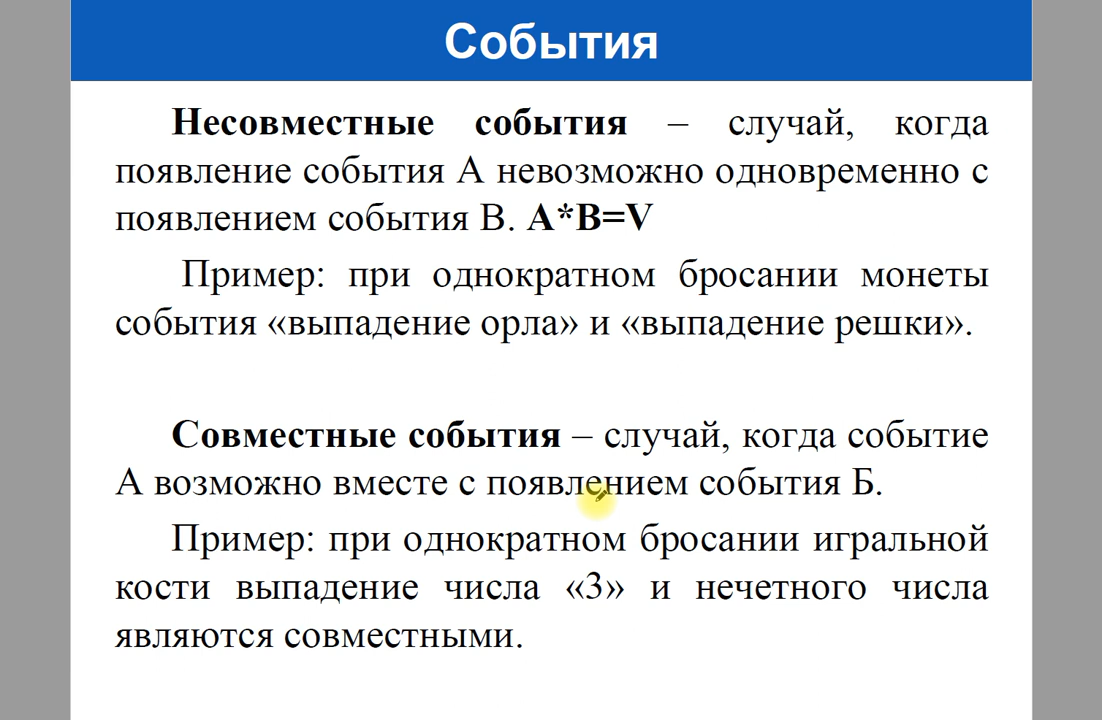 События
Несовместные события – случай, когда
появление события А невозможно одновременно с
появлением события В. A*B=V
Пример: при однократном бросании монеты
события «выпадение орла» и «выпадение решки».
Совместные события – случай, когда событие
А возможно вместе с появлением события Б.
Пример: при однократном бросании игральной
кости выпадение числа «3» и нечетного числа
являются совместными.